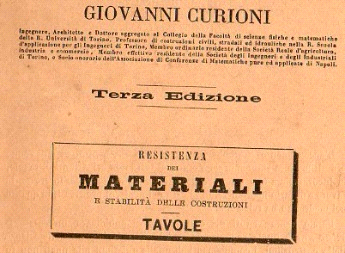 GIOVANNI CURIONI
Ingegnere, Architetto e Dottore aggregato al Collegio della Facoltà di scienze fisiche e matematiche
della R. Università di Torino, Professore di costruzioni civili, stradali ed idrauliche nella R. Scuola
d'applicazione per gli Ingegneri di Torino, Membro ordinario residente della Società Reale d'agricoltura,
industria e commercio, Membro effettivo residente della Società degli Ingegneri e degli Industriali
di Torino, e Socio onorario dell'Associazione di Conferenze di Matematiche pure ed applicate di Napoli.
Terza Edizione
RESISTENZA
DEI
MATERIALI
E STABILITÀ DELLE COSTRUZIONI
TAVOLE